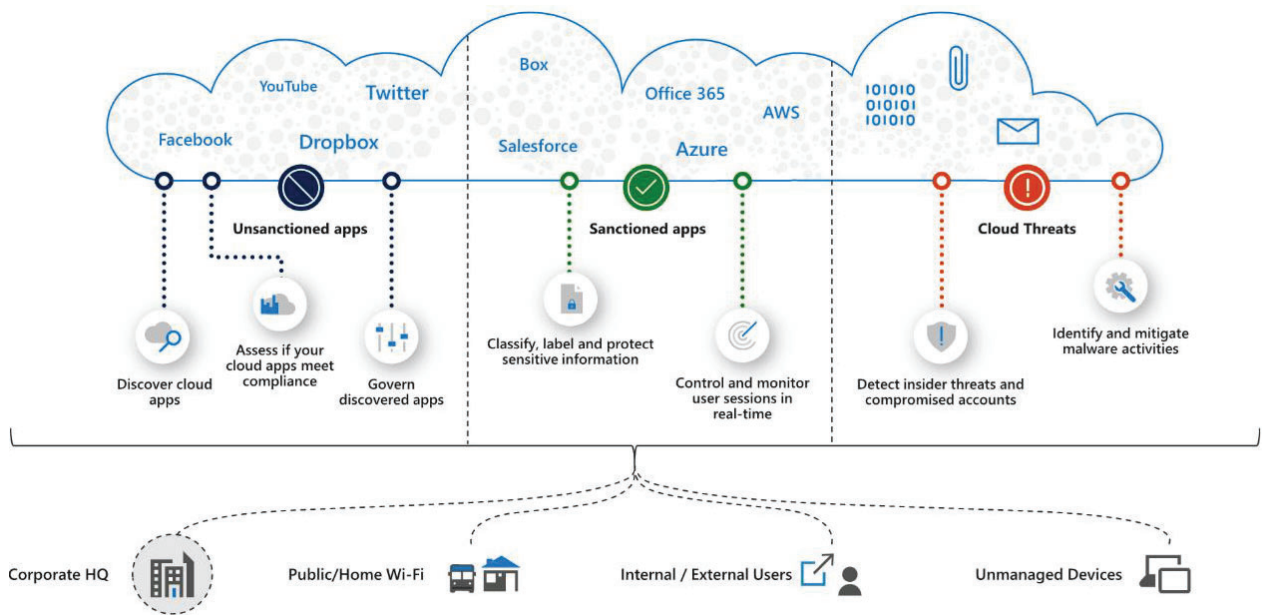 YouTube
Twitter
Facebook
Dropbox
Box
Office 365
AWS
Salesforce
Azure
101010
010101
101010
Unsanctioned apps
Sanctioned apps
Cloud Threats
Discover cloud
apps
Assess if your
cloud apps meet
compliance
Govern
discovered apps
Classify, label and protect
sensitive information
Control and monitor
user sessions in
real-time
Detect insider threats and
compromised accounts
Identify and mitigate
malware activities
Corporate HQ
Public/Home Wi-Fi
Internal / External Users
Unmanaged Devices